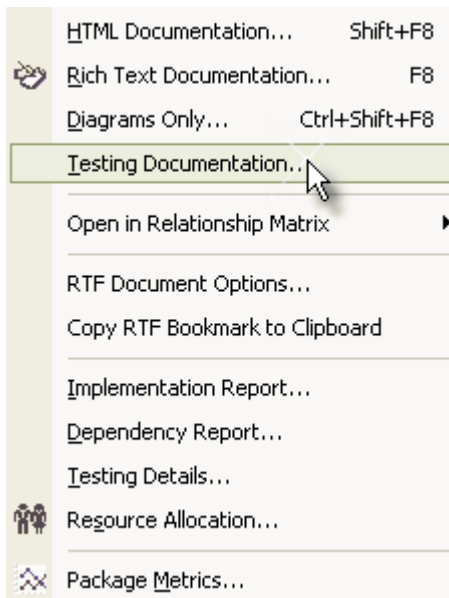 HTML Documentation... Shift+F8
Rich Text Documentation... F8
Diagrams Only... Ctrl+Shift+F8
Testing Documentation...
Open in Relationship Matrix
RTF Document Options...
Copy RTF Bookmark to Clipboard
Implementation Report...
Dependency Report...
Testing Details...
Resource Allocation...
Package Metrics...